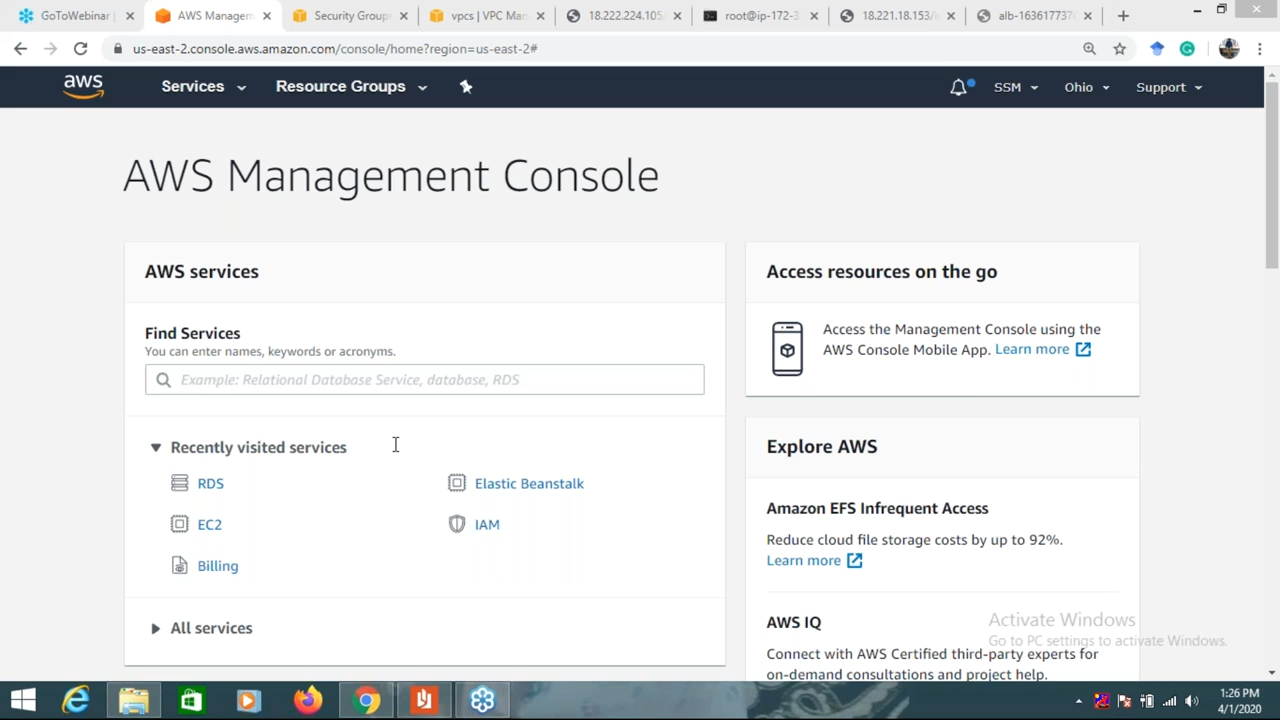 GoToWebinar
AWS Managem
Security Group
vpcs | VPC Man
18.222.224.105
root@ip-172-3
18.221.18.153/
alb-1636177370
us-east-2.console.aws.amazon.com/console/home?region=us-east-2#
aws
Services
Resource Groups
SSM
Ohio
Support
AWS Management Console
AWS services
Find Services
You can enter names, keywords or acronyms.
Example: Relational Database Service, database, RDS
Recently visited services
RDS
Elastic Beanstalk
EC2
IAM
Billing
All services
Access resources on the go
Access the Management Console using the
AWS Console Mobile App. Learn more
Explore AWS
Amazon EFS Infrequent Access
Reduce cloud file storage costs by up to 92%.
Learn more
AWS IQ
Connect with AWS Certified third-party experts for
on-demand consultations and project help.
Activate Windows
Go to PC settings to activate Windows.
1:26 PM
4/1/2020